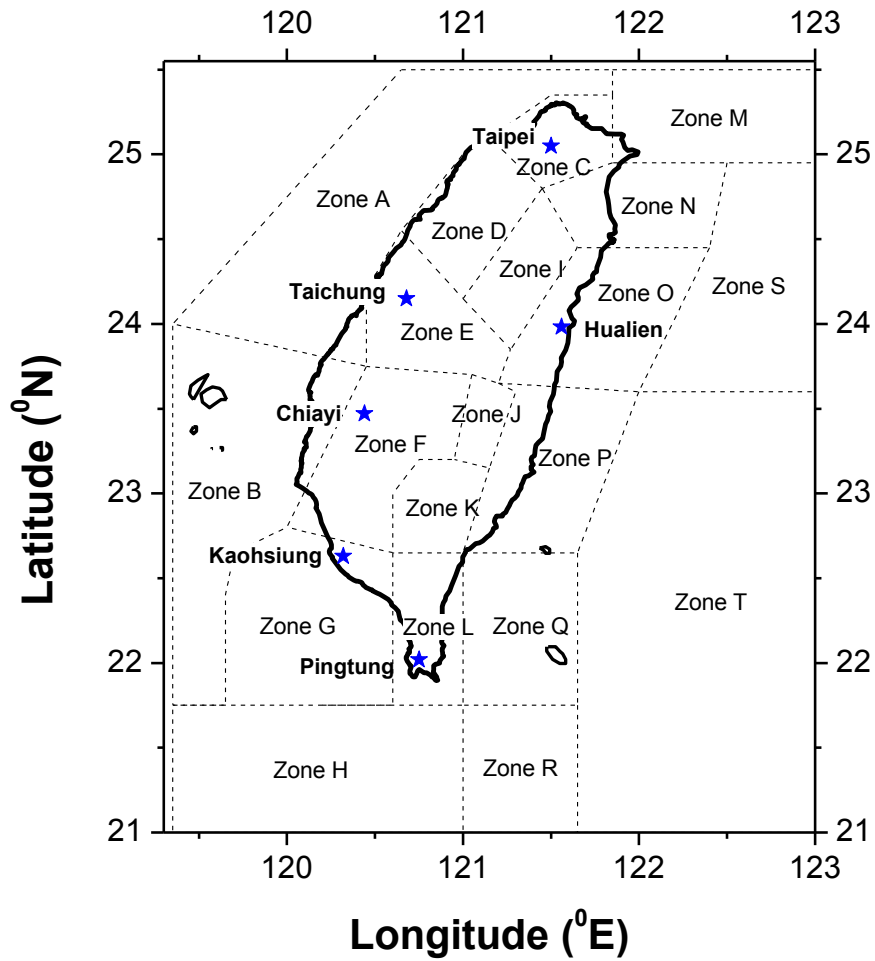 120 121 122 123
Zone M
Taipei
25 25
Zone C
Zone A
Zone N
Zone D
Zone I
Zone S
Taichung
Zone O
24 24
Zone E
Hualien
Chiayi
Zone J
Zone F
Zone P
Zone B
23 23
Zone K
Kaohsiung
Zone T
Zone G
Zone L
Zone Q
Pingtung
22 22
Zone H
Zone R
21 21
120 121 122 123
Latitude (⁰N)
Longitude (⁰E)